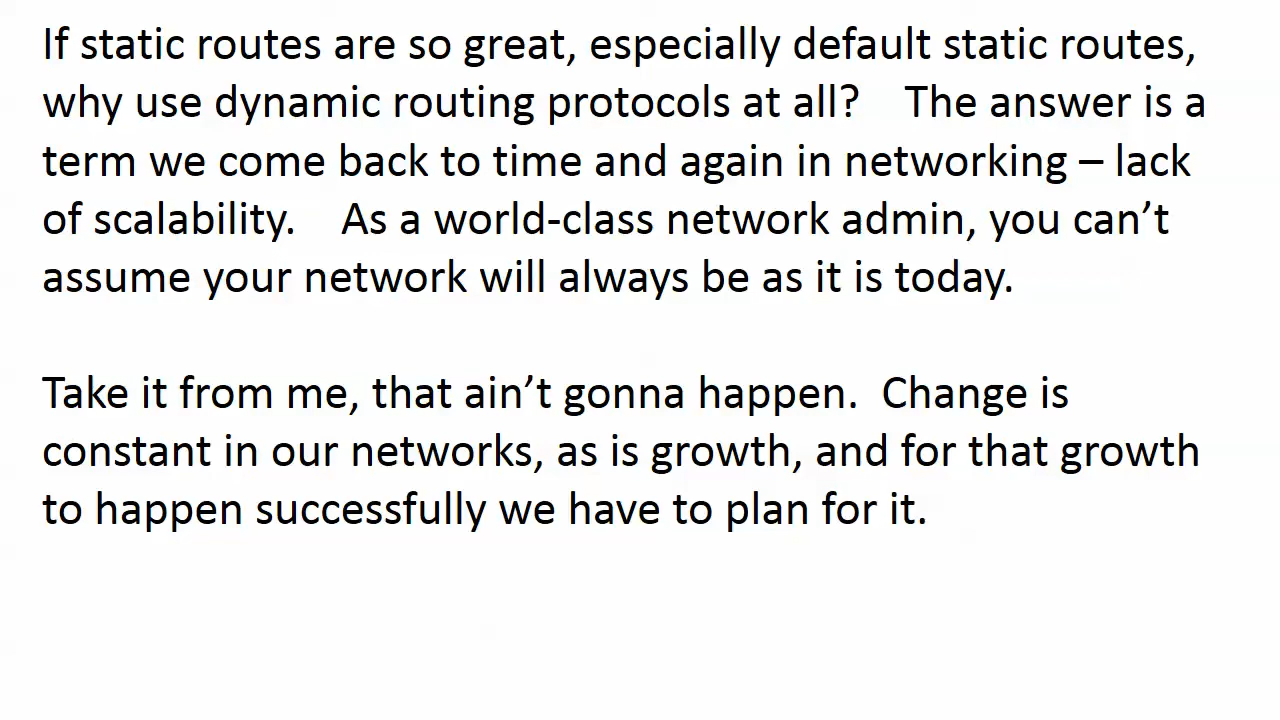 If static routes are so great, especially default static routes,
why use dynamic routing protocols at all?    The answer is a
term we come back to time and again in networking – lack
of scalability.    As a world-class network admin, you can’t
assume your network will always be as it is today.
Take it from me, that ain’t gonna happen.  Change is
constant in our networks, as is growth, and for that growth
to happen successfully we have to plan for it.